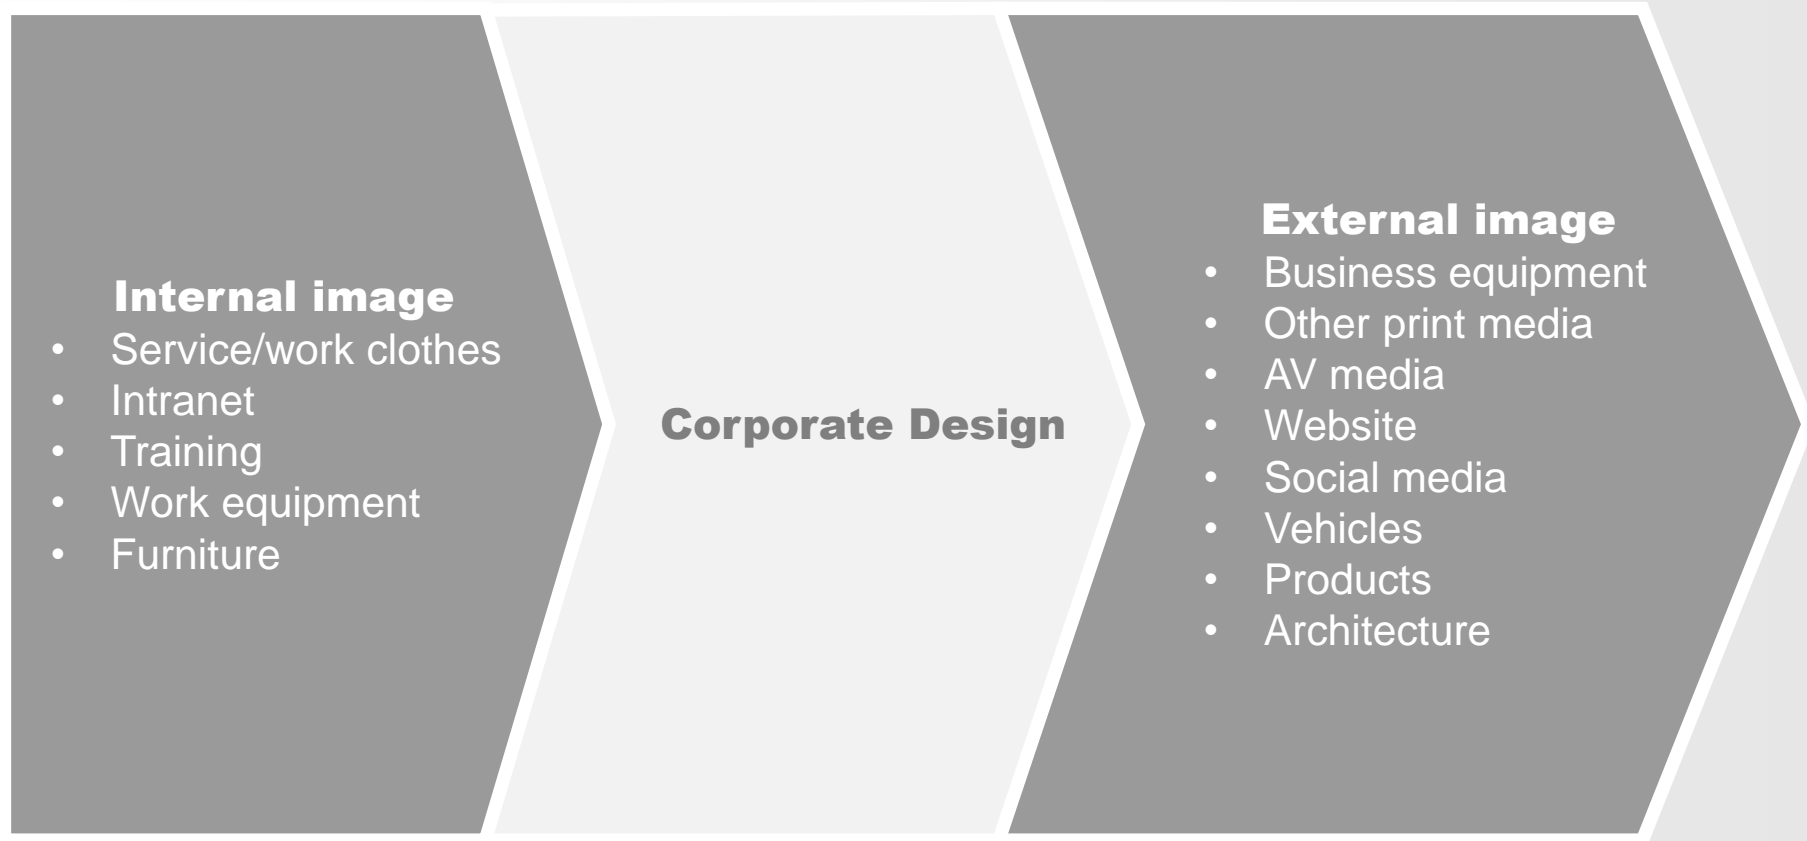 Internal image
• Service/work clothes
• Intranet
• Training
• Work equipment
• Furniture
Corporate Design
External image
• Business equipment
• Other print media
• AV media
• Website
• Social media
• Vehicles
• Products
• Architecture